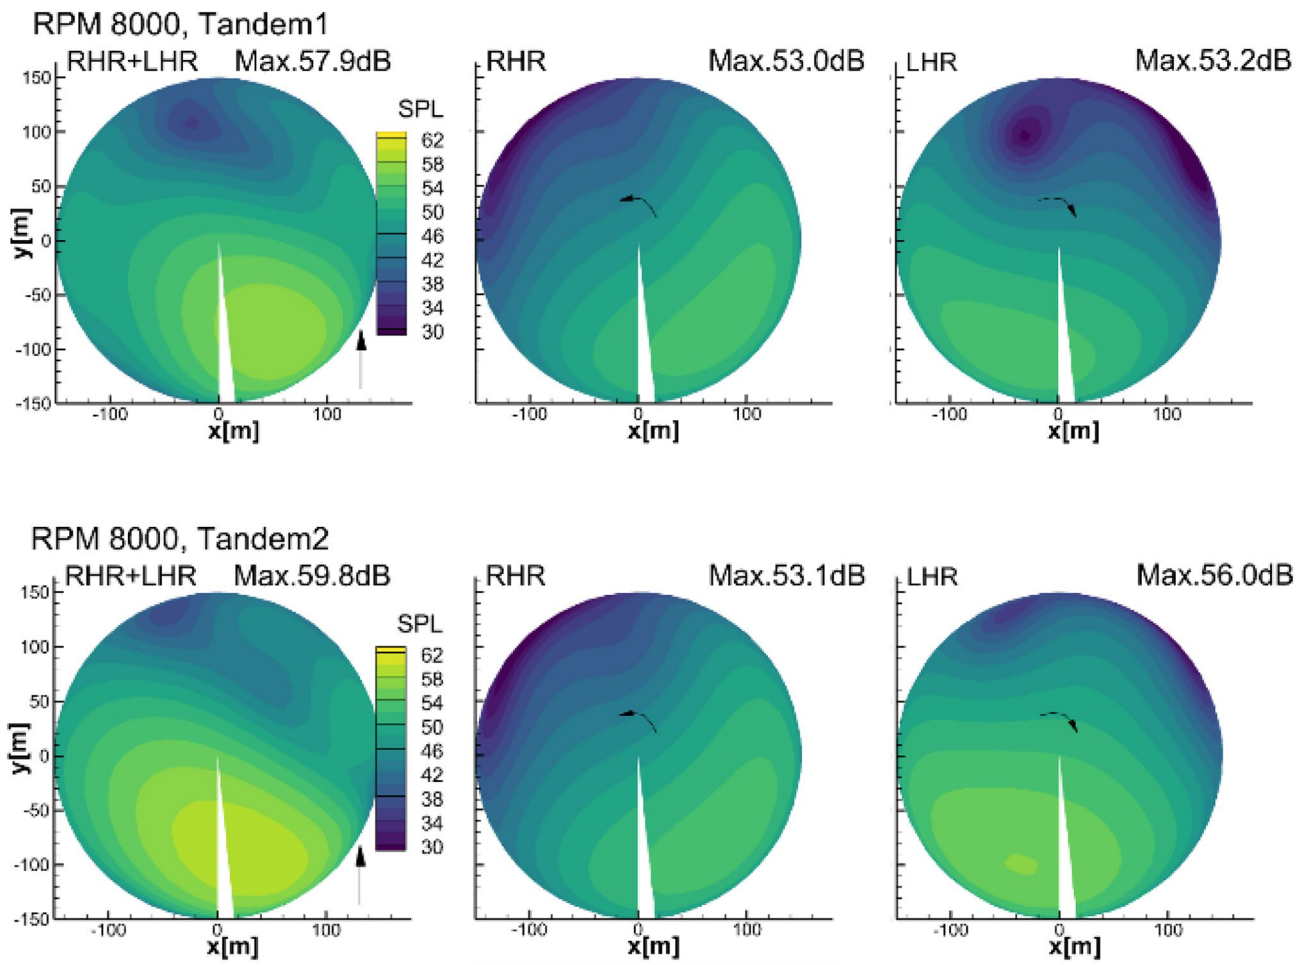 RPM 8000, Tandem1
RHR+LHR Max.57.9dB
RHR Max.53.0dB
LHR Max.53.2dB
SPL
62
58
54
50
46
42
38
34
30
150
100
50
0
-50
-100
-150
y[m]
-100 0 100
x[m]
-100 0 100
x[m]
-100 0 100
x[m]
RPM 8000, Tandem2
RHR+LHR Max.59.8dB
RHR Max.53.1dB
LHR Max.56.0dB
SPL
62
58
54
50
46
42
38
34
30
150
100
50
0
-50
-100
-150
y[m]
-100 0 100
x[m]
-100 0 100
x[m]
-100 0 100
x[m]